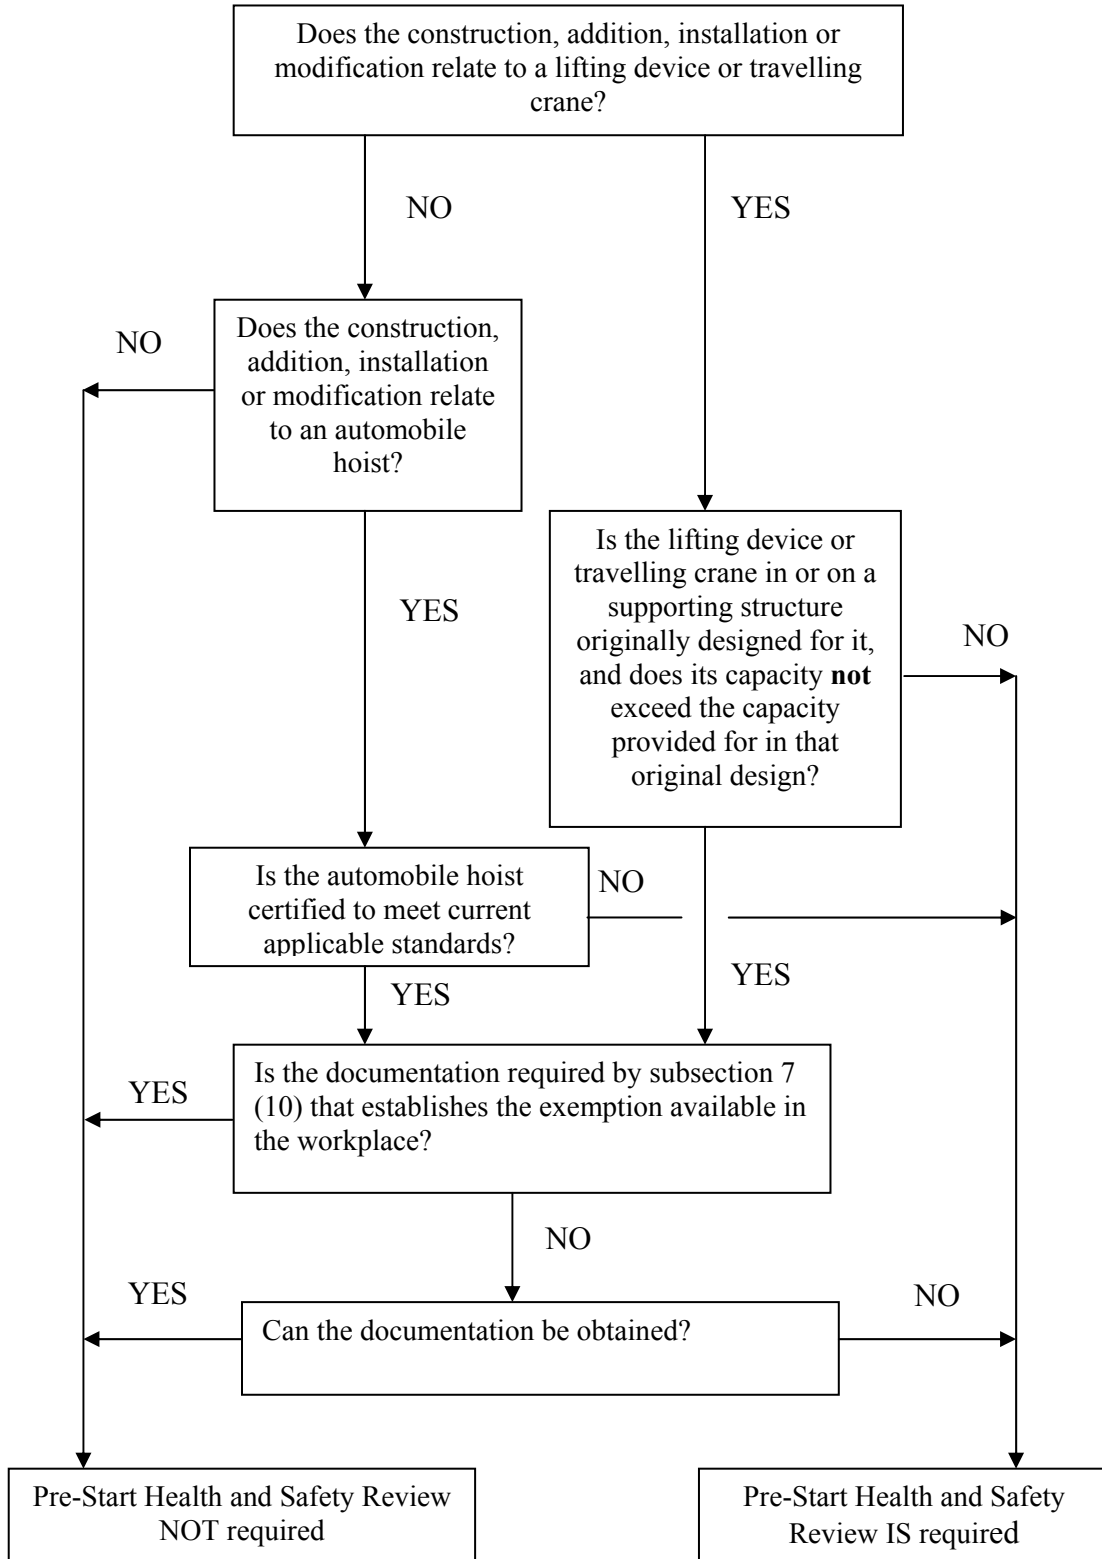 Does the construction, addition, installation or
modification relate to a lifting device or travelling
crane?
NO
YES
NO
Does the construction,
addition, installation
or modification relate
to an automobile
hoist?
YES
Is the lifting device or
travelling crane in or on a
supporting structure
originally designed for it,
and does its capacity not
exceed the capacity
provided for in that
original design?
NO
Is the automobile hoist
certified to meet current
applicable standards?
NO
YES
YES
Is the documentation required by subsection 7
(10) that establishes the exemption available in
the workplace?
YES
NO
YES
Can the documentation be obtained?
NO
Pre-Start Health and Safety Review
NOT required
Pre-Start Health and Safety
Review IS required